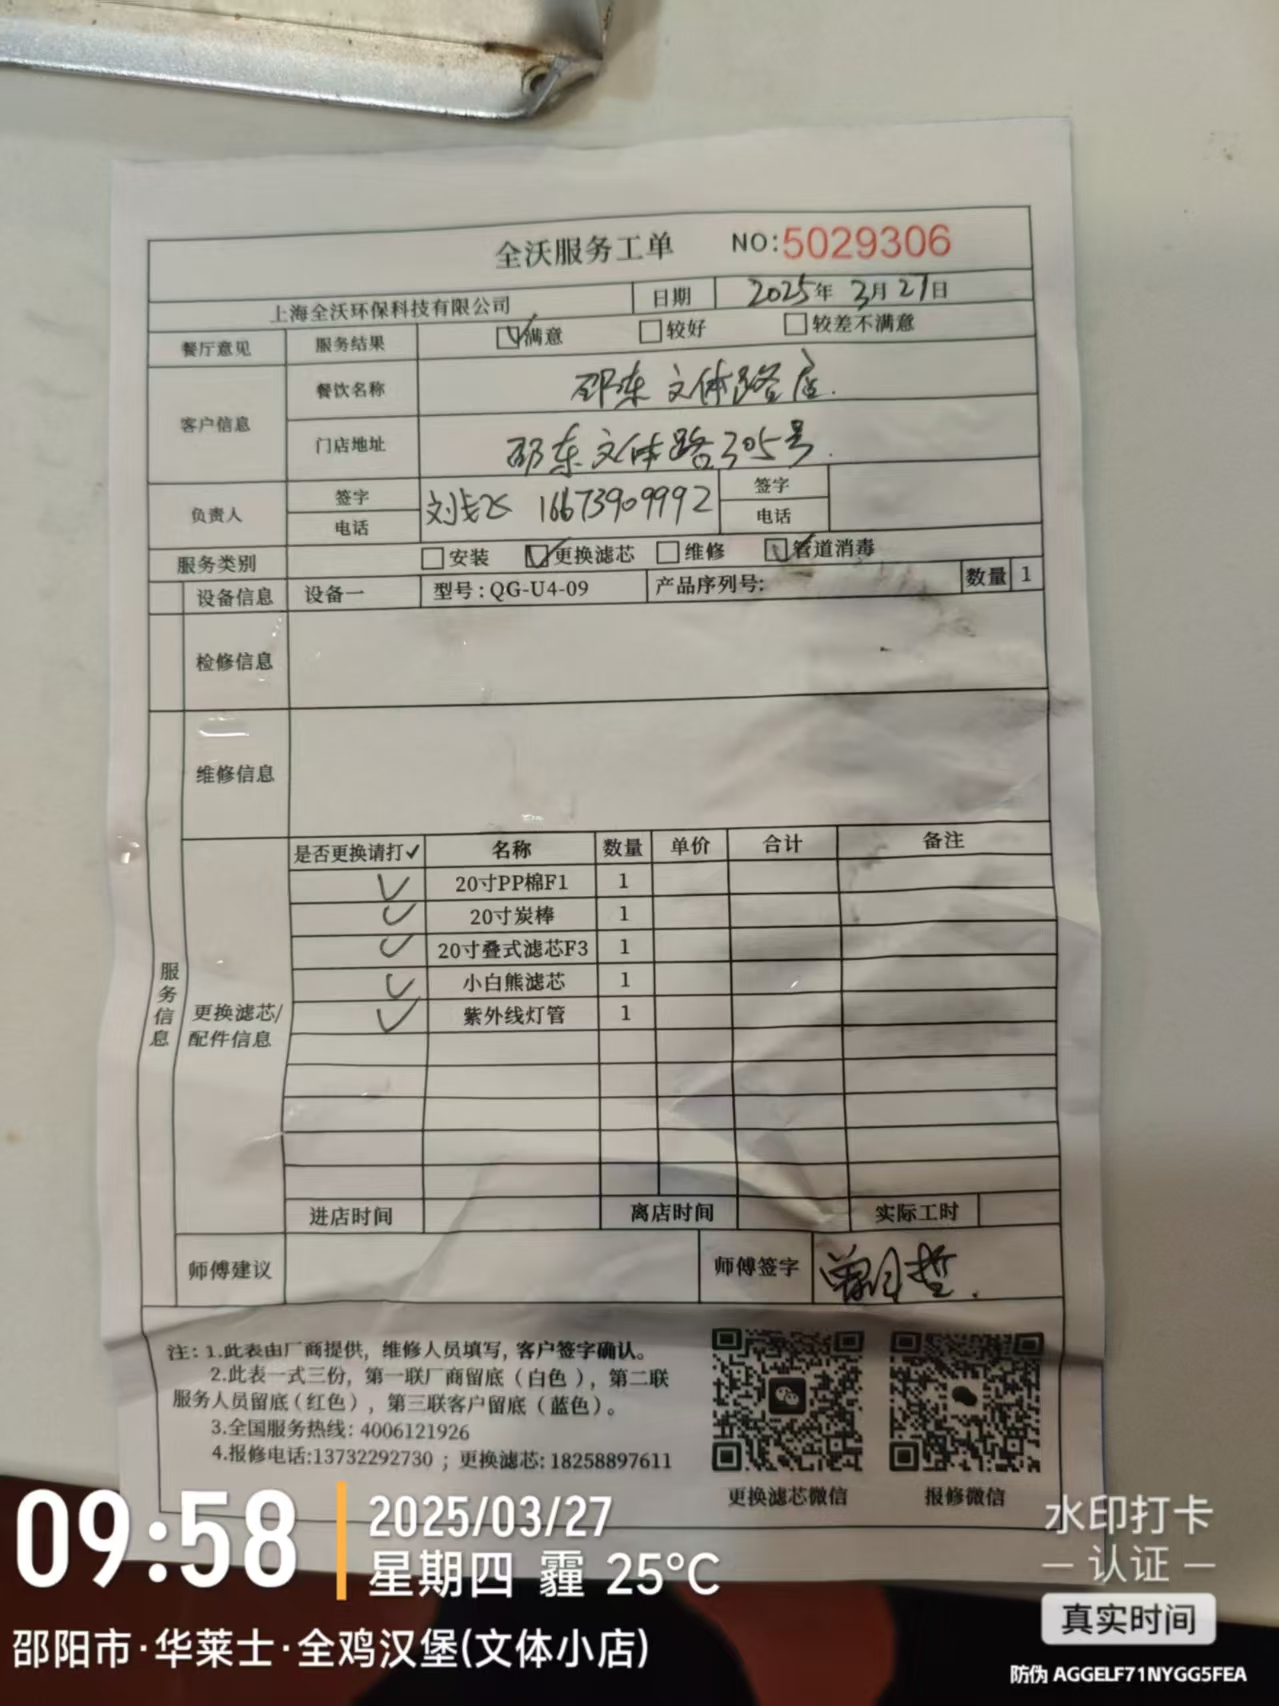 全沃服务工单 NO:5029306
上海全沃环保科技有限公司 日期 2025年 3月 27日
餐厅意见 服务结果 ☑满意 □较好 □较差不满意
客户信息 餐饮名称 邵东 文体路店.
门店地址 邵东文体路305号.
负责人 签字 电话 16673909992 签字 电话
服务类别 □安装 ☑更换滤芯 □维修 ☑管道消毒
设备信息 设备一 型号:QG-U4-09 产品序列号: 数量 1
检修信息
维修信息
服务信息
更换滤芯/配件信息
是否更换请打✓ 名称 数量 单价 合计 备注
✓ 20寸PP棉F1 1
✓ 20寸炭棒 1
✓ 20寸叠式滤芯F3 1
✓ 小白熊滤芯 1
✓ 紫外线灯管 1
进店时间 离店时间 实际工时
师傅建议 师傅签字
注: 1.此表由厂商提供, 维修人员填写, 客户签字确认。
2.此表一式三份, 第一联厂商留底（白色）, 第二联
服务人员留底（红色）, 第三联客户留底（蓝色）。
3.全国服务热线: 4006121926
4.报修电话:13732292730 ; 更换滤芯: 18258897611
更换滤芯微信 报修微信
09:58 2025/03/27
星期四 霾 25°C
邵阳市·华莱士·全鸡汉堡(文体小店)
水印打卡
认证
真实时间
防伪 AGGELF71NYGG5FEA